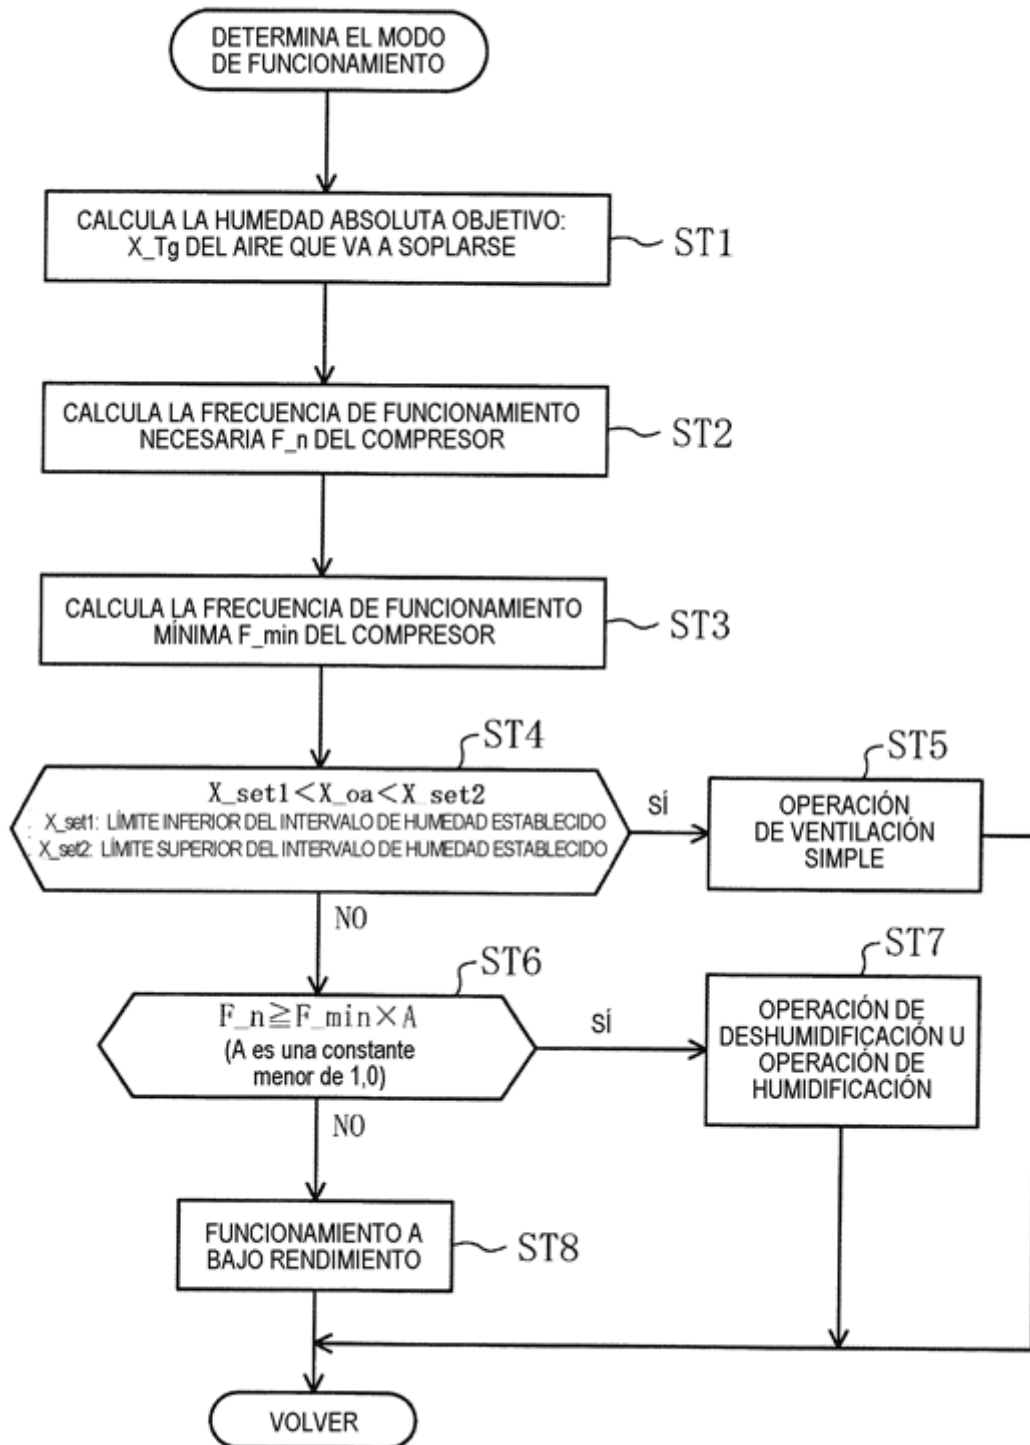 DETERMINA EL MODO
DE FUNCIONAMIENTO
CALCULA LA HUMEDAD ABSOLUTA OBJETIVO:
X_Tg DEL AIRE QUE VA A SOPLARSE
ST1
CALCULA LA FRECUENCIA DE FUNCIONAMIENTO
NECESARIA F_n DEL COMPRESOR
ST2
CALCULA LA FRECUENCIA DE FUNCIONAMIENTO
MÍNIMA F_min DEL COMPRESOR
ST3
ST4
X_set1<X_oa<X_set2
X_set1: LÍMITE INFERIOR DEL INTERVALO DE HUMEDAD ESTABLECIDO
X_set2: LÍMITE SUPERIOR DEL INTERVALO DE HUMEDAD ESTABLECIDO
SÍ
ST5
OPERACIÓN
DE VENTILACIÓN
SIMPLE
NO
ST6
F_n≧F_min×A
(A es una constante
menor de 1,0)
SÍ
ST7
OPERACIÓN DE
DESHUMIDIFICACIÓN U
OPERACIÓN DE
HUMIDIFICACIÓN
NO
FUNCIONAMIENTO A
BAJO RENDIMIENTO
ST8
VOLVER